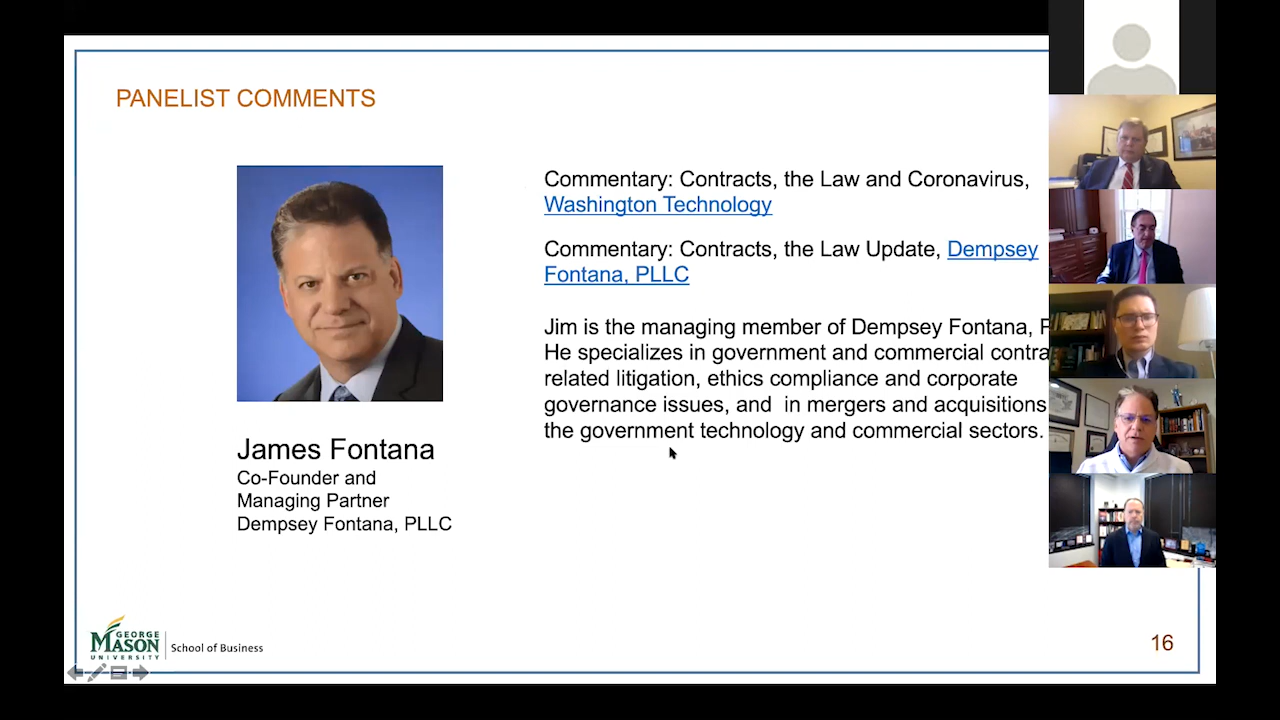 PANELIST COMMENTS
Commentary: Contracts, the Law and Coronavirus,
Washington Technology
Commentary: Contracts, the Law Update, Dempsey
Fontana, PLLC
Jim is the managing member of Dempsey Fontana,
He specializes in government and commercial
related litigation, ethics compliance and corporate
governance issues, and in mergers and acquisitions
the government technology and commercial sectors.
James Fontana
Co-Founder and
Managing Partner
Dempsey Fontana, PLLC
GEORGE
MASON
UNIVERSITY
School of Business
16